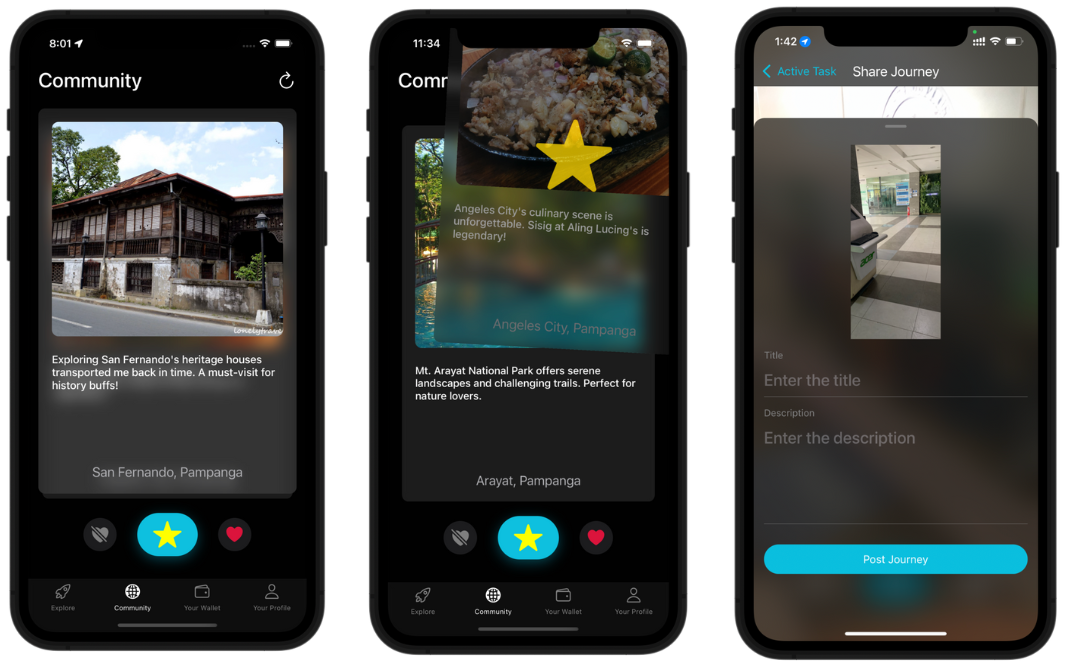 8:01
Community
Lonelytrave
Exploring San Fernando's heritage houses
transported me back in time. A must-visit for
history buffs!
San Fernando, Pampanga
Explore
Community
Your Wallet
Your Profile
11:34
Comm
Angeles City's culinary scene is
unforgettable. Sisig at Aling Lucing's is
legendary!
Angeles City, Pampanga
Mt. Arayat National Park offers serene
landscapes and challenging trails. Perfect for
nature lovers.
Arayat, Pampanga
Explore
Community
Your Wallet
Your Profile
1:42
Active Task
Share Journey
Title
Enter the title
Description
Enter the description
Post Journey